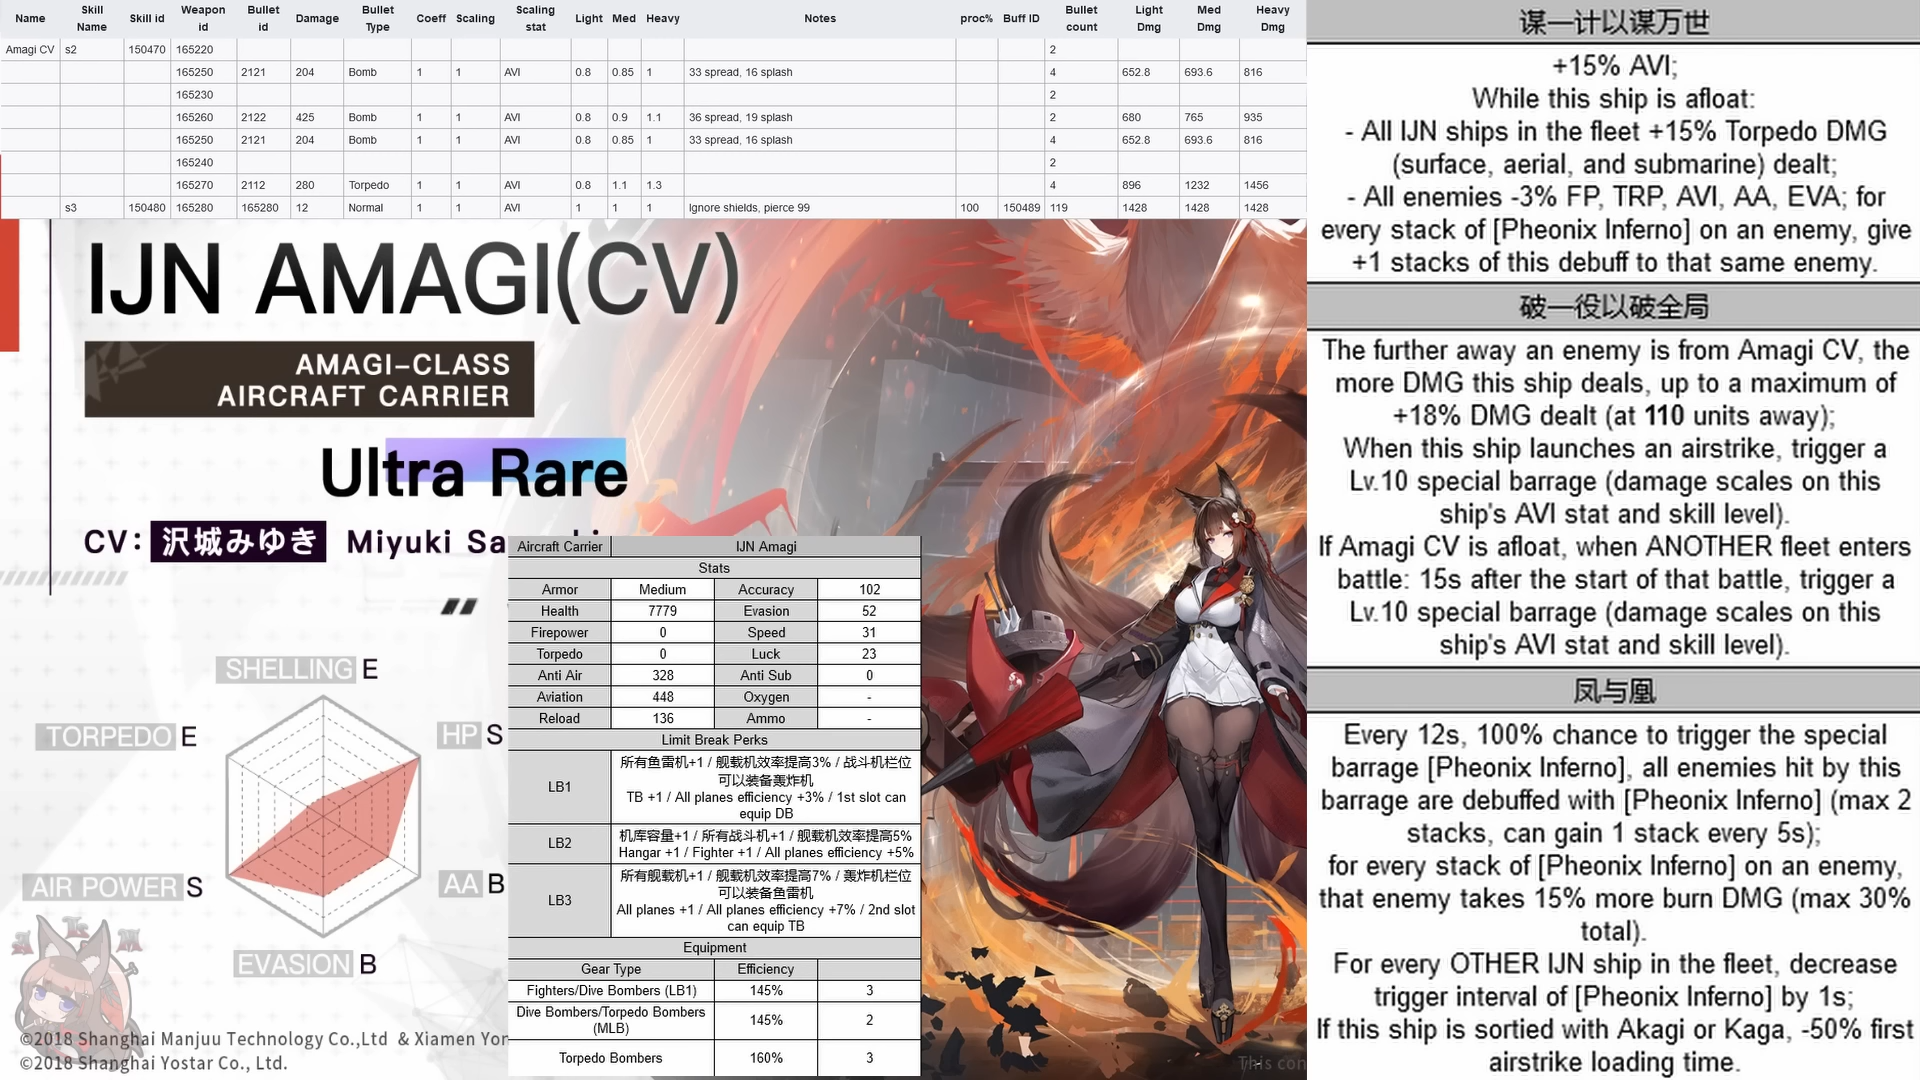 Name Skill Name Skill id Weapon id Bullet id Damage Bullet Type Coeff Scaling Scaling stat Light Med Heavy Notes proc% Buff ID Bullet count Light Dmg Med Dmg Heavy Dmg
Amagi CV s2 150470 165220 2
165250 2121 204 Bomb 1 1 AVI 0.8 0.85 1 33 spread, 16 splash 4 652.8 693.6 816
165230 2
165260 2122 425 Bomb 1 1 AVI 0.8 0.9 1.1 36 spread, 19 splash 2 680 765 935
165250 2121 204 Bomb 1 1 AVI 0.8 0.85 1 33 spread, 16 splash 4 652.8 693.6 816
165240 2
165270 2112 280 Torpedo 1 1 AVI 0.8 1.1 1.3 4 896 1232 1456
s3 150480 165280 165280 12 Normal 1 1 AVI 1 1 1 Ignore shields, pierce 99 100 150489 119 1428 1428 1428
IJN AMAGI(CV)
AMAGI-CLASS
AIRCRAFT CARRIER
Ultra Rare
CV: 沢城みゆき Miyuki
SHELLING E
TORPEDO E
HP S
AIR POWER S
AA B
EVASION B
©2018 Shanghai Manjuu Technology Co.,Ltd & Xiamen
©2018 Shanghai Yostar Co., Ltd.
Aircraft Carrier IJN Amagi
Stats
Armor Medium Accuracy 102
Health 7779 Evasion 52
Firepower 0 Speed 31
Torpedo 0 Luck 23
Anti Air 328 Anti Sub 0
Aviation 448 Oxygen -
Reload 136 Ammo -
Limit Break Perks
LB1
所有鱼雷机+1 / 舰载机效率提高3% / 战斗机栏位
可以装备轰炸机
TB +1 / All planes efficiency +3% / 1st slot can
equip DB
LB2
机库容量+1 / 所有战斗机+1 / 舰载机效率提高5%
Hangar +1 / Fighter +1 / All planes efficiency +5%
LB3
所有舰载机+1 / 舰载机效率提高7% / 轰炸机栏位
可以装备鱼雷机
All planes +1 / All planes efficiency +7% / 2nd slot
can equip TB
Equipment
Gear Type Efficiency
Fighters/Dive Bombers (LB1) 145% 3
Dive Bombers/Torpedo Bombers (MLB) 145% 2
Torpedo Bombers 160% 3
This con
谋一计以谋万世
+15% AVI;
While this ship is afloat:
- All IJN ships in the fleet +15% Torpedo DMG
(surface, aerial, and submarine) dealt;
- All enemies -3% FP, TRP, AVI, AA, EVA; for
every stack of [Pheonix Inferno] on an enemy, give
+1 stacks of this debuff to that same enemy.
破一役以破全局
The further away an enemy is from Amagi CV, the
more DMG this ship deals, up to a maximum of
+18% DMG dealt (at 110 units away);
When this ship launches an airstrike, trigger a
Lv.10 special barrage (damage scales on this
ship's AVI stat and skill level).
If Amagi CV is afloat, when ANOTHER fleet enters
battle: 15s after the start of that battle, trigger a
Lv.10 special barrage (damage scales on this
ship's AVI stat and skill level).
凤与凰
Every 12s, 100% chance to trigger the special
barrage [Pheonix Inferno], all enemies hit by this
barrage are debuffed with [Pheonix Inferno] (max 2
stacks, can gain 1 stack every 5s);
for every stack of [Pheonix Inferno] on an enemy,
that enemy takes 15% more burn DMG (max 30%
total).
For every OTHER IJN ship in the fleet, decrease
trigger interval of [Pheonix Inferno] by 1s;
If this ship is sortied with Akagi or Kaga, -50% first
airstrike loading time.